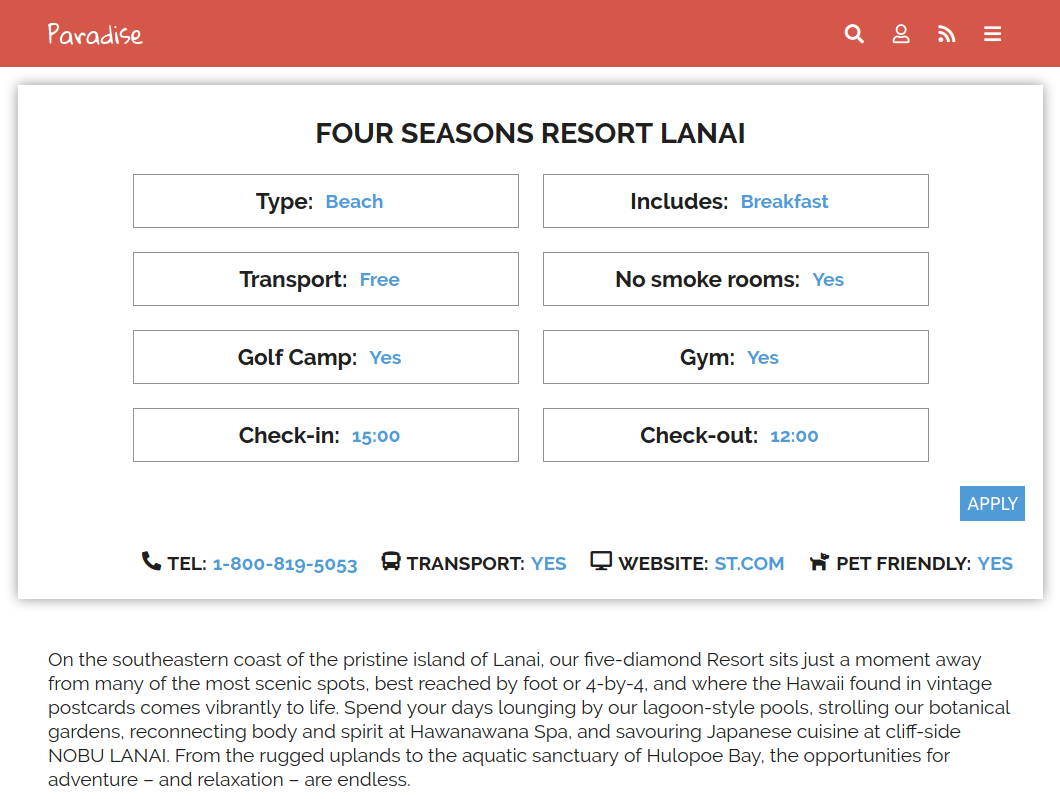 Paradise
FOUR SEASONS RESORT LANAI
Type: Beach
Includes: Breakfast
Transport: Free
No smoke rooms: Yes
Golf Camp: Yes
Gym: Yes
Check-in: 15:00
Check-out: 12:00
APPLY
TEL: 1-800-819-5053 TRANSPORT: YES WEBSITE: ST.COM PET FRIENDLY: YES
On the southeastern coast of the pristine island of Lanai, our five-diamond Resort sits just a moment away
from many of the most scenic spots, best reached by foot or 4-by-4, and where the Hawaii found in vintage
postcards comes vibrantly to life. Spend your days lounging by our lagoon-style pools, strolling our botanical
gardens, reconnecting body and spirit at Hawanawana Spa, and savouring Japanese cuisine at cliff-side
NOBU LANAI. From the rugged uplands to the aquatic sanctuary of Hulopoe Bay, the opportunities for
adventure – and relaxation – are endless.